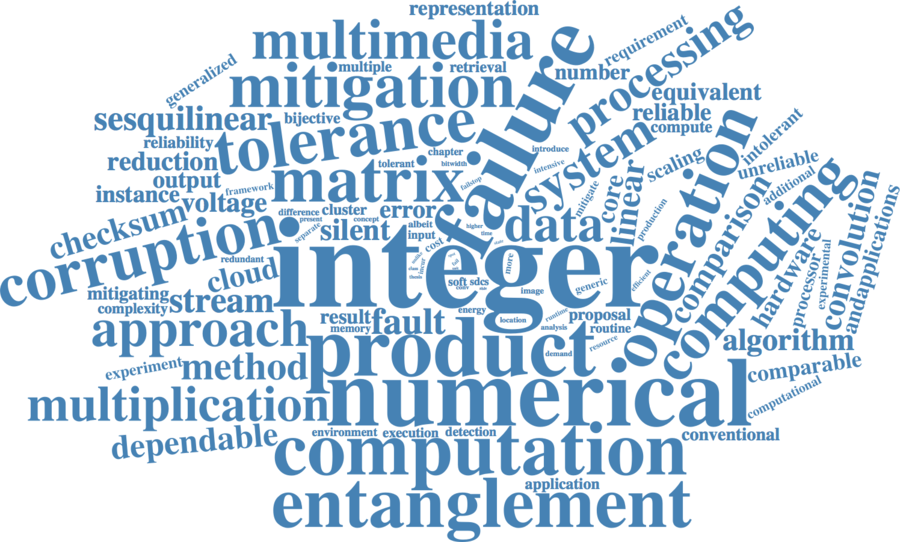 representation
multimedia
failure
requirement
processing
generalized
multiple
retrieval
number
mitigation
equivalent
sesquilinear
bijective
tolerance
reliable
compute
reliability
chapter
introduce
intolerant
reduction
tolerant
bitwidth
system
operation
output
matrix
failstop
intensive
scaling
unreliable
instance
framework
voltage
mitigate
core
linear
additional
computing
checksum
difference
cluster
error
present
concept
albeit
higher
data
production
comparison
convolution
andapplications
corruption
separate
silent
input
time
integer
hardware
processor
experimental
redundant
cost
more
cloud
soft
sdcs
conv
generic
efficient
mitigating
complexity
stream
image
energy
runtime
approach
result
fault
memory
location
proposal
analysis
routine
algorithm
experiment
method
product
demand
resource
comparable
multiplication
numerical
computational
dependable
environment
execution
detection
conventional
computation
application
entanglement